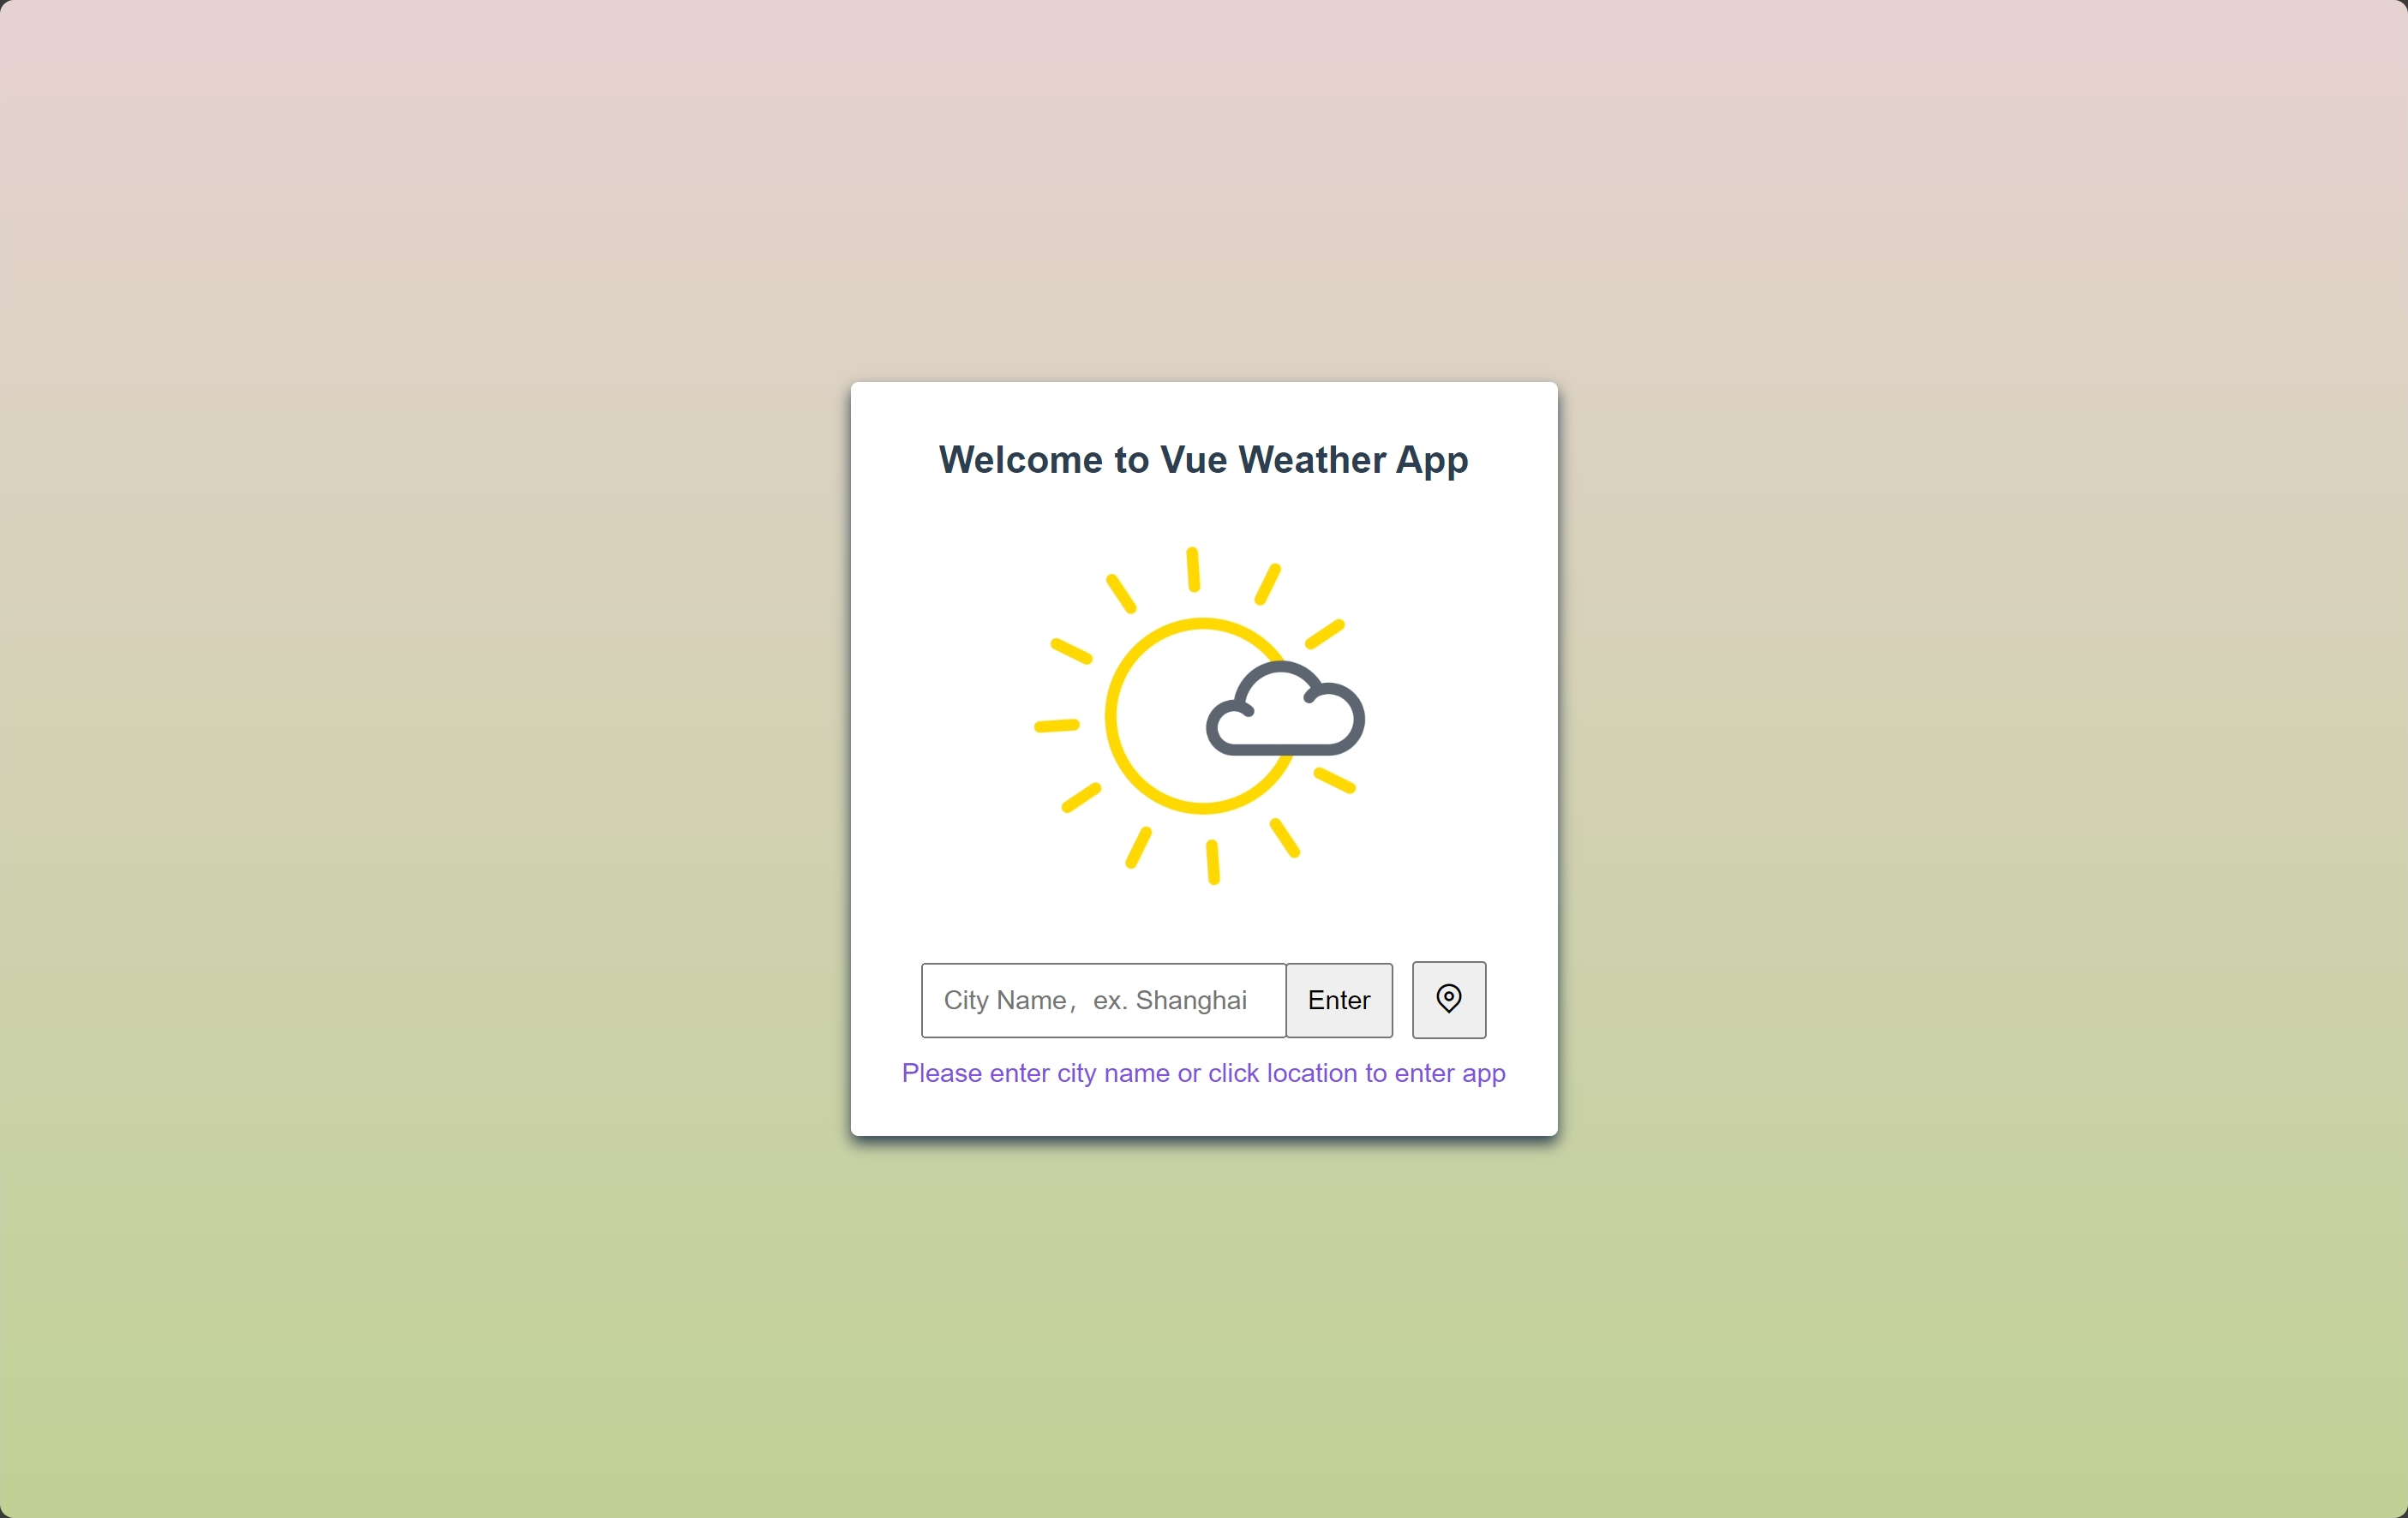 Welcome to Vue Weather App
City Name， ex. Shanghai
Enter
Please enter city name or click location to enter app